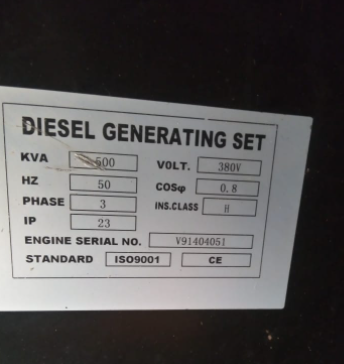 DIESEL GENERATING SET
KVA 500 VOLT. 380V
HZ 50 COSφ 0.8
PHASE 3 INS.CLASS H
IP 23
ENGINE SERIAL NO. V91404051
STANDARD ISO9001 CE